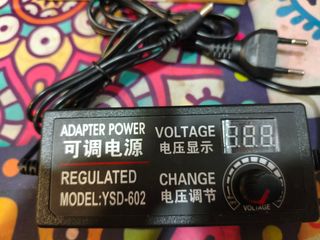 ADAPTER POWER
可调电源
VOLTAGE
电压显示
REGULATED
MODEL:YSD-602
CHANGE
电压调节
VOLTAGE